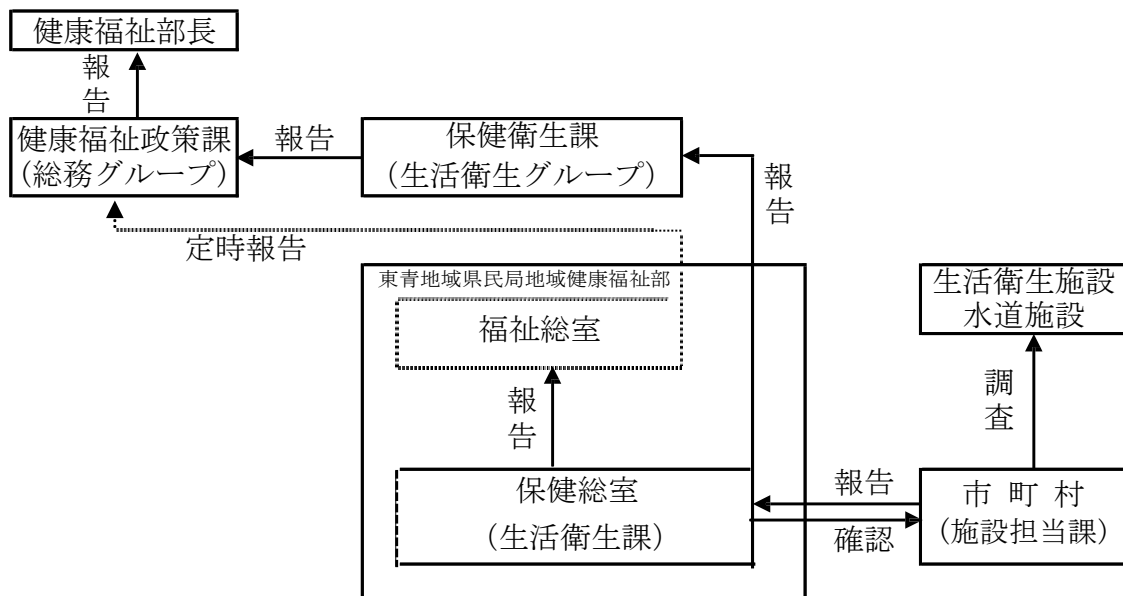 健康福祉部長
報告
健康福祉政策課
(総務グループ)
報告
保健衛生課
(生活衛生グループ)
報告
定時報告
東青地域県民局地域健康福祉部
福祉総室
報告
保健総室
(生活衛生課)
生活衛生施設
水道施設
調査
報告
確認
市 町 村
(施設担当課)